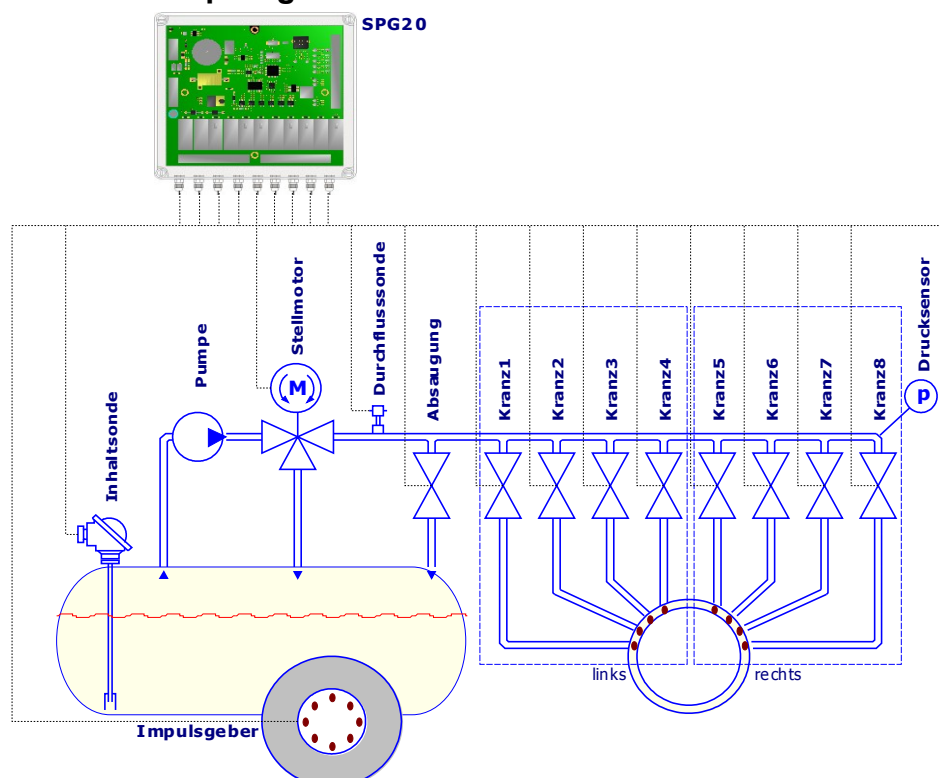 SPG20
Inhaltsonde
Pumpe
Stellmotor
M
Durchflusssonde
Absaugung
Kranz1
Kranz2
Kranz3
Kranz4
Kranz5
Kranz6
Kranz7
Kranz8
Drucksensor
p
links
rechts
Impulsgeber